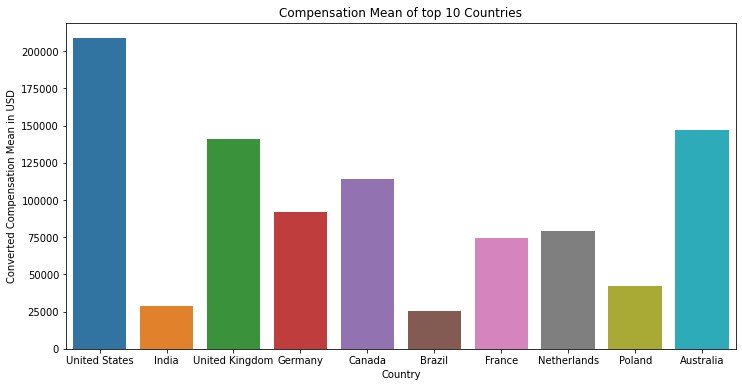 Compensation Mean of top 10 Countries
Converted Compensation Mean in USD
200000
175000
150000
125000
100000
75000
50000
25000
0
United States India United Kingdom Germany Canada Brazil France Netherlands Poland Australia
Country